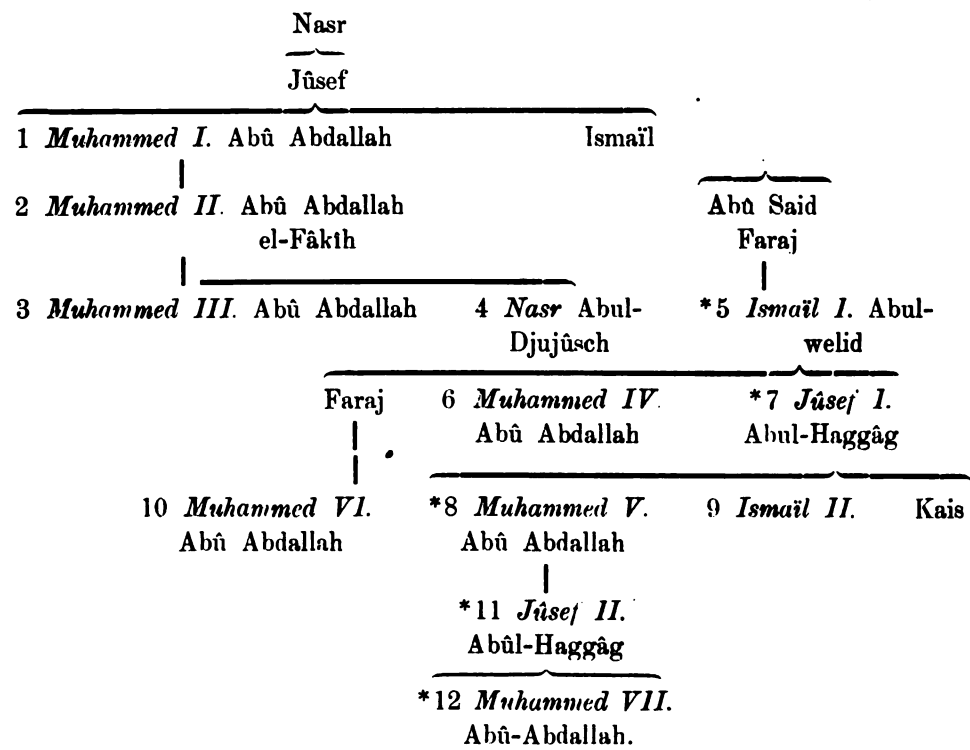 Nasr
Jûsef
1 Muhammed I. Abû Abdallah Ismaïl
2 Muhammed II. Abû Abdallah Abû Said
el-Fâkîh Faraj
3 Muhammed III. Abû Abdallah 4 Nasr Abul- *5 Ismaïl I. Abul-
Djujûsch welid
Faraj 6 Muhammed IV. *7 Jûsef I.
Abû Abdallah Abul-Haggâg
10 Muhammed VI. *8 Muhammed V. 9 Ismaïl II. Kais
Abû Abdallah Abû Abdallah
*11 Jûsef II.
Abûl-Haggâg
*12 Muhammed VII.
Abû-Abdallah.